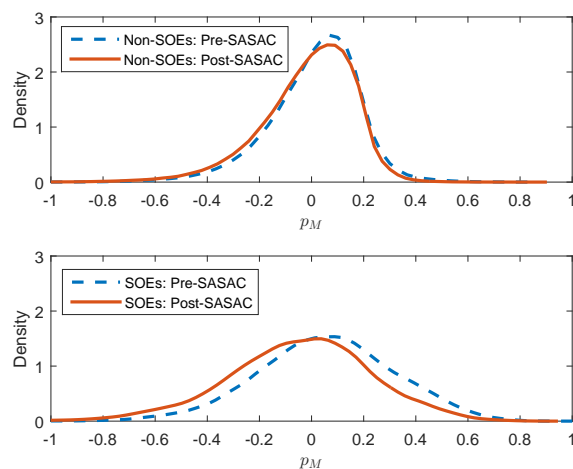 3
2
1
0
Density
Non-SOEs: Pre-SASAC
Non-SOEs: Post-SASAC
-1 -0.8 -0.6 -0.4 -0.2 0 0.2 0.4 0.6 0.8 1
p_M
3
2
1
0
Density
SOEs: Pre-SASAC
SOEs: Post-SASAC
-1 -0.8 -0.6 -0.4 -0.2 0 0.2 0.4 0.6 0.8 1
p_M